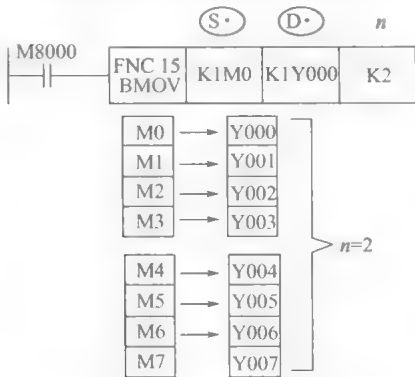 S· D· n
M8000
FNC 15 BMOV K1M0 K1Y000 K2
M0 Y000
M1 Y001
M2 Y002
M3 Y003
n=2
M4 Y004
M5 Y005
M6 Y006
M7 Y007